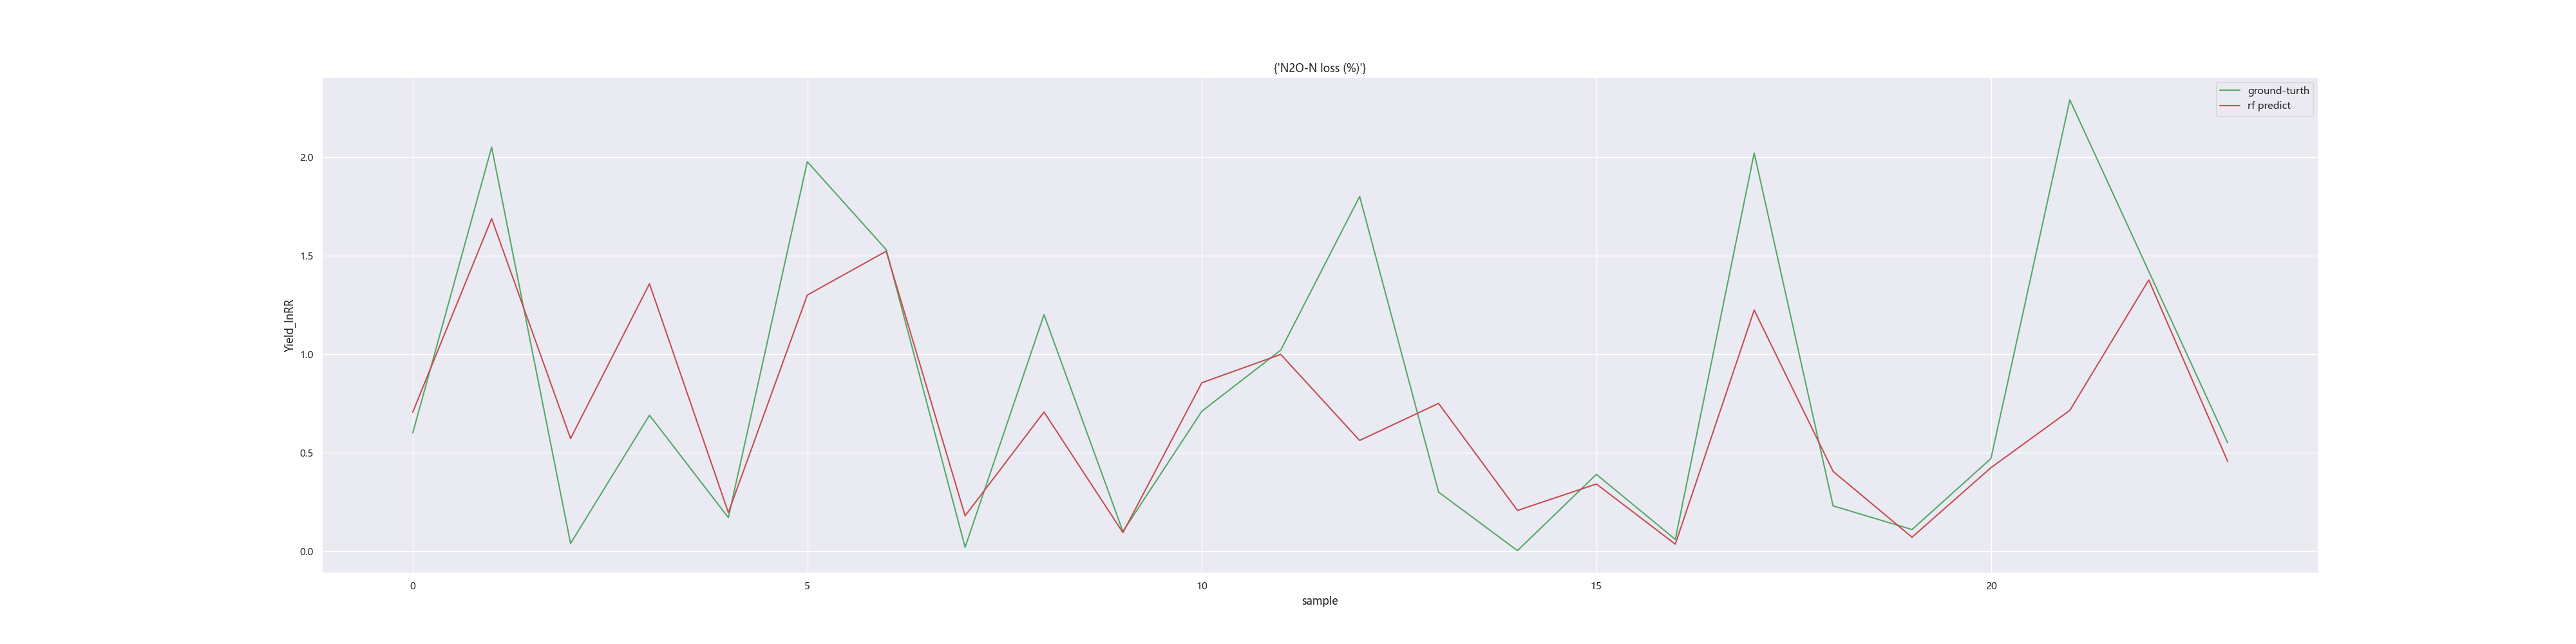 {'N2O-N loss (%)'}
ground-turth
rf predict
2.0
1.5
1.0
0.5
0.0
Yield_lnRR
0 5 10 15 20
sample